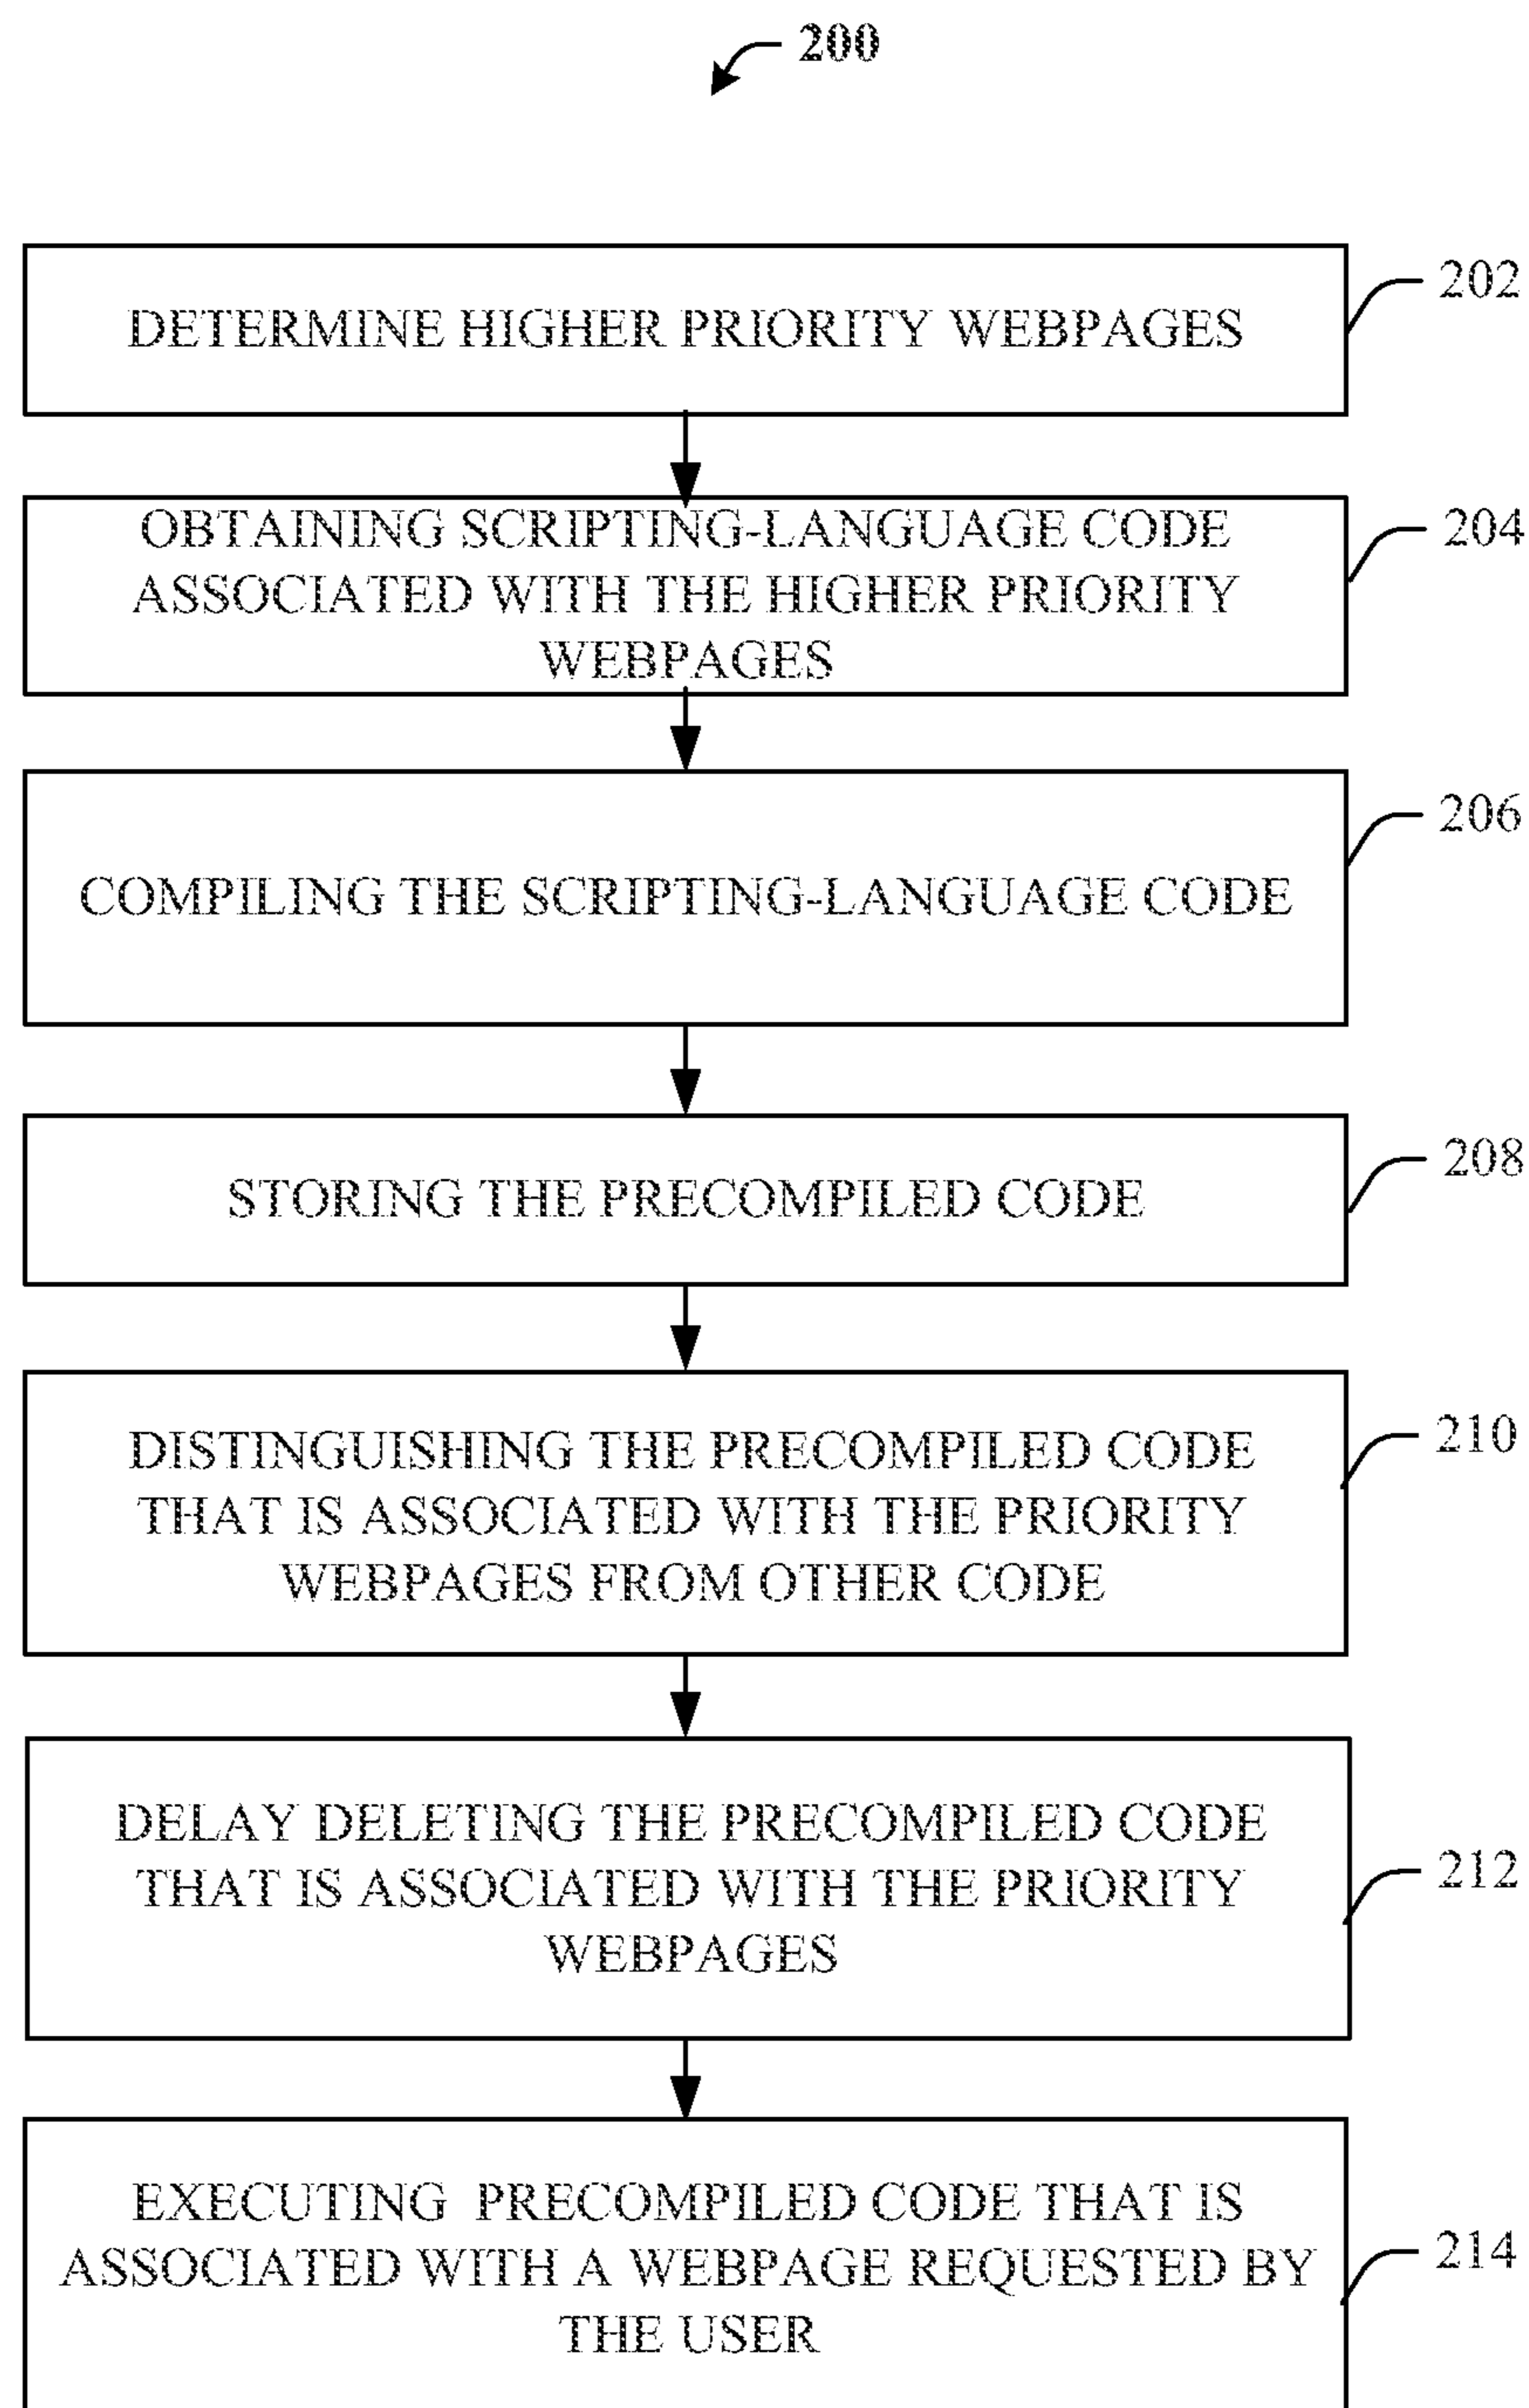 200
DETERMINE HIGHER PRIORITY WEBPAGES
202
OBTAINING SCRIPTING-LANGUAGE CODE
ASSOCIATED WITH THE HIGHER PRIORITY
WEBPAGES
204
COMPILING THE SCRIPTING-LANGUAGE CODE
206
STORING THE PRECOMPILED CODE
208
DISTINGUISHING THE PRECOMPILED CODE
THAT IS ASSOCIATED WITH THE PRIORITY
WEBPAGES FROM OTHER CODE
210
DELAY DELETING THE PRECOMPILED CODE
THAT IS ASSOCIATED WITH THE PRIORITY
WEBPAGES
212
EXECUTING PRECOMPILED CODE THAT IS
ASSOCIATED WITH A WEBPAGE REQUESTED BY
THE USER
214